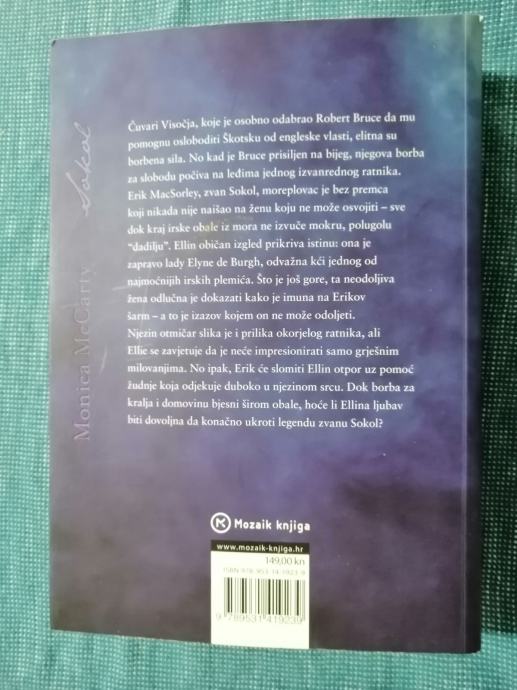 Čuvari Visočja, koje je osobno odabrao Robert Bruce da mu
pomognu osloboditi Škotsku od engleske vlasti, elitna su
borbena sila. No kad je Bruce prisiljen na bijeg, njegova borba
za slobodu počiva na leđima jednog izvanrednog ratnika.
Erik MacSorley, zvan Sokol, moreplovac je bez premca
koji nikada nije naišao na ženu koju ne može osvojiti – sve
dok kraj irske obale iz mora ne izvuče mokru, polugolu
“dadilju”. Ellin običan izgled prikriva istinu: ona je
zapravo lady Elyne de Burgh, odvažna kći jednog od
najmoćnijih irskih plemića. Što je još gore, ta neodoljiva
žena odlučna je dokazati kako je imuna na Erikov
šarm – a to je izazov kojem on ne može odoljeti.
Njezin otmičar slika je i prilika okorjelog ratnika, ali
Ellie se zavjetuje da je neće impresionirati samo grješnim
milovanjima. No ipak, Erik će slomiti Ellin otpor uz pomoć
žudnje koja odjekuje duboko u njezinom srcu. Dok borba za
kralja i domovinu bjesni širom obale, hoće li Ellina ljubav
biti dovoljna da konačno ukroti legendu zvanu Sokol?
Monica McCarty Sokol
Mozaik knjiga
www.mozaik-knjiga.hr
149,00 kn
ISBN 978-953-14-1923-9
9 789531 419239